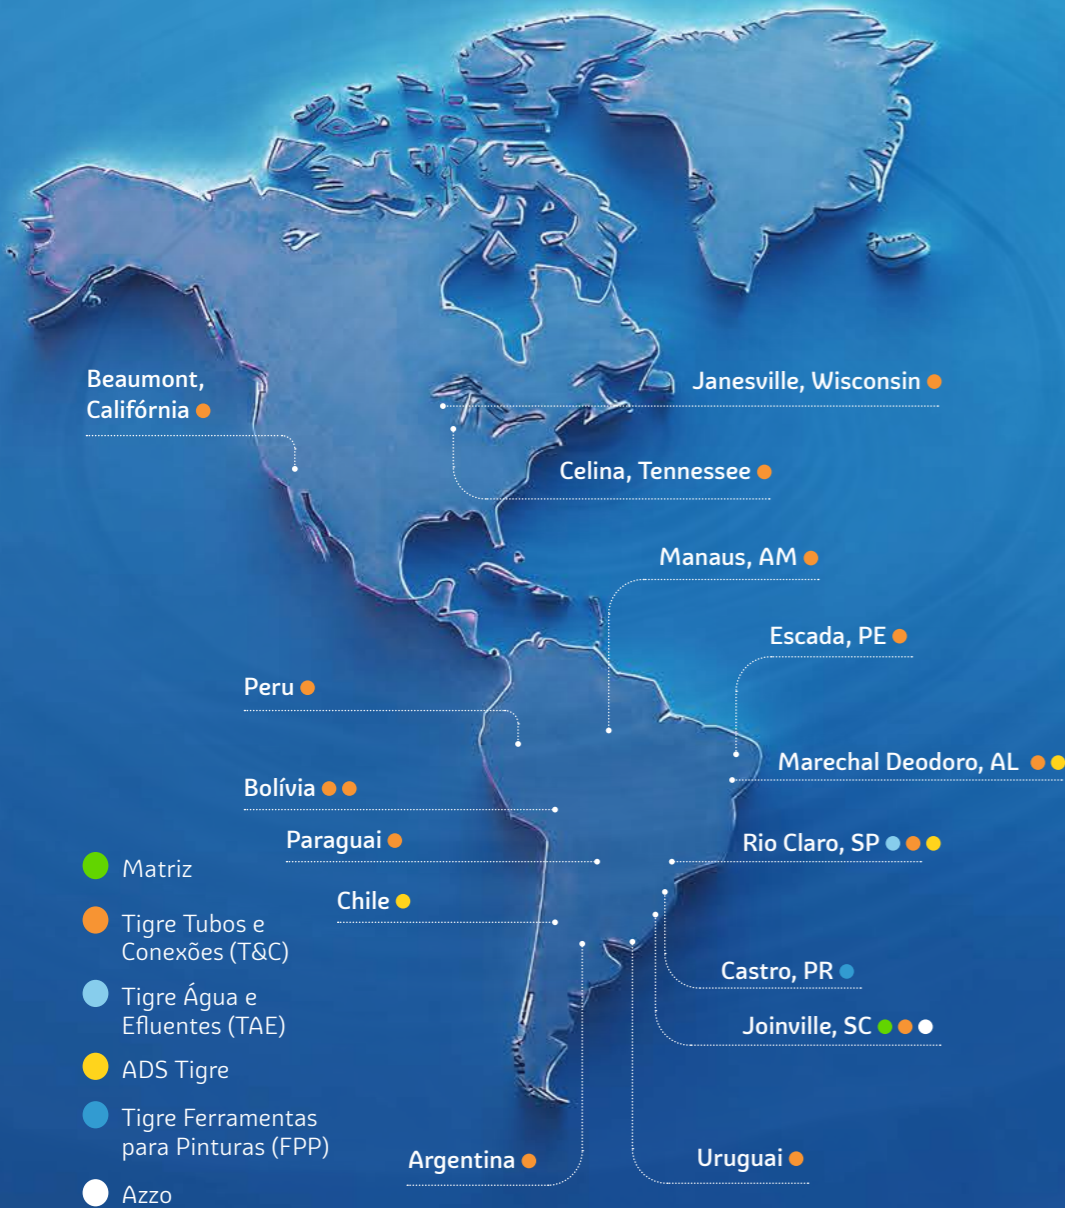 Beaumont,
Califórnia
Janesville, Wisconsin
Celina, Tennessee
Manaus, AM
Escada, PE
Peru
Marechal Deodoro, AL
Bolívia
Paraguai
Rio Claro, SP
Chile
Castro, PR
Joinville, SC
Argentina
Uruguai
Matriz
Tigre Tubos e
Conexões (T&C)
Tigre Água e
Efluentes (TAE)
ADS Tigre
Tigre Ferramentas
para Pinturas (FPP)
Azzo